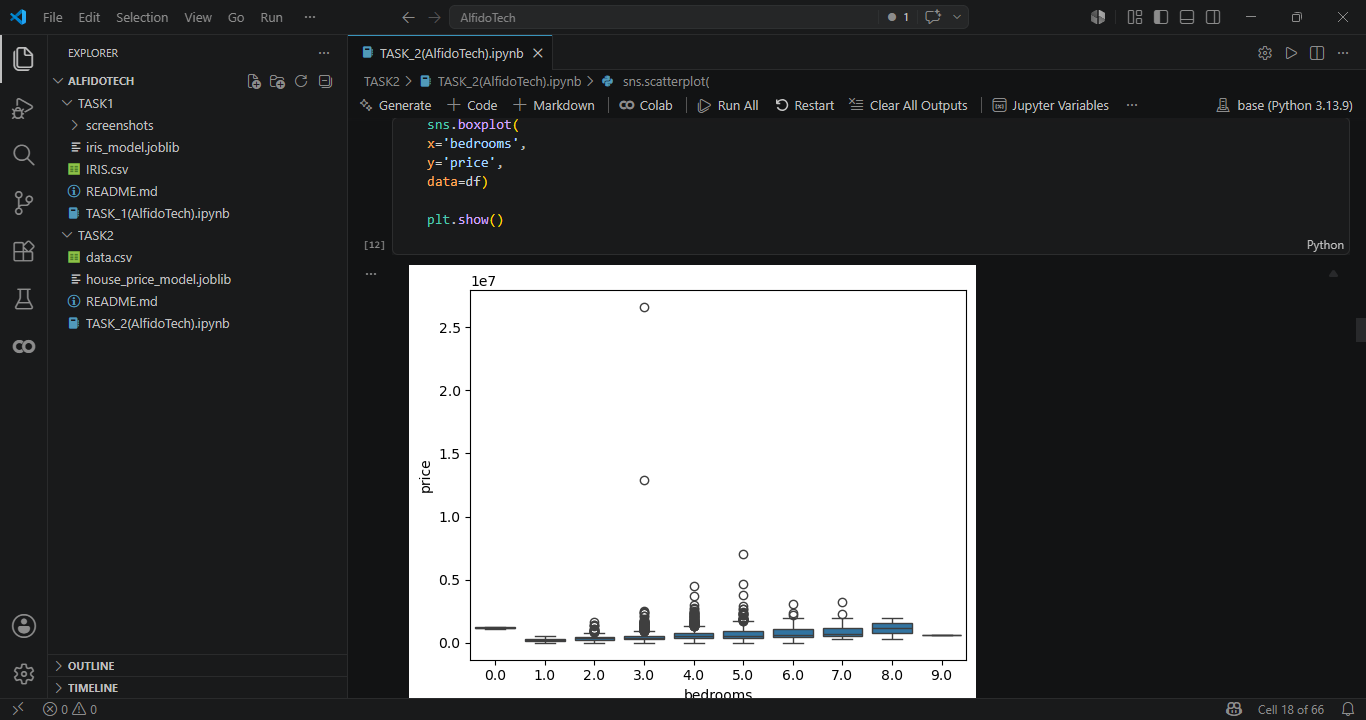 File Edit Selection View Go Run ···
AlfidoTech
1
EXPLORER
ALFIDOTECH
TASK1
screenshots
iris_model.joblib
IRIS.csv
README.md
TASK_1(AlfidoTech).ipynb
TASK2
data.csv
house_price_model.joblib
README.md
TASK_2(AlfidoTech).ipynb
OUTLINE
TIMELINE
TASK_2(AlfidoTech).ipynb
TASK2 > TASK_2(AlfidoTech).ipynb > sns.scatterplot(
Generate + Code + Markdown Colab Run All Restart Clear All Outputs Jupyter Variables ··· base (Python 3.13.9)
sns.boxplot(
x='bedrooms',
y='price',
data=df)
plt.show()
[12]
Python
1e7
2.5
2.0
1.5
1.0
0.5
0.0
price
0.0 1.0 2.0 3.0 4.0 5.0 6.0 7.0 8.0 9.0
bedrooms
0 0
Cell 18 of 66